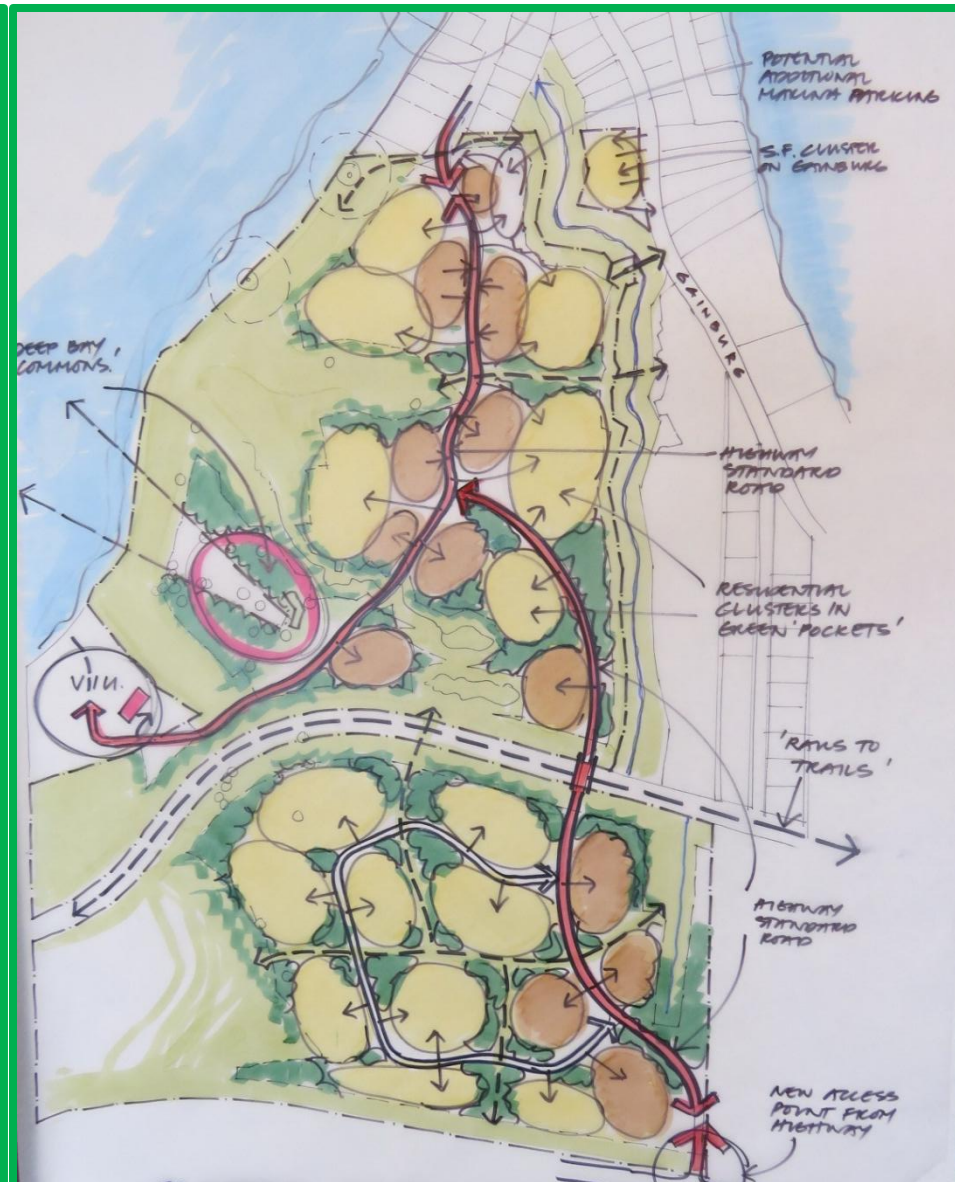 POTENTIAL
ADDITIONAL
MARINA PARKING
S.F. CLUSTER
ON GAINBURG
GAINBURG
DEEP BAY
COMMONS.
HIGHWAY
STANDARD
ROAD
RESIDENTIAL
CLUSTERS IN
GREEN 'POCKETS'
'RAILS TO
TRAILS'
HIGHWAY
STANDARD
ROAD
NEW ACCESS
POINT FROM
HIGHWAY